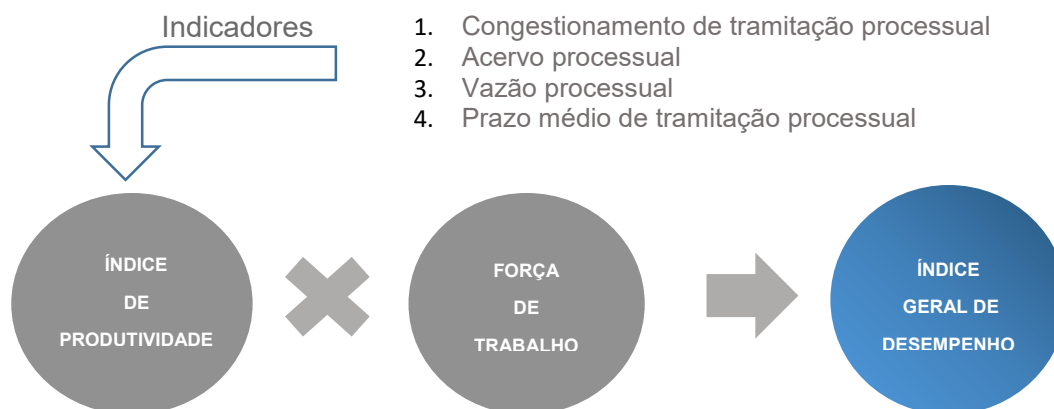 Indicadores
1. Congestionamento de tramitação processual
2. Acervo processual
3. Vazão processual
4. Prazo médio de tramitação processual
ÍNDICE
DE
PRODUTIVIDADE
FORÇA
DE
TRABALHO
ÍNDICE
GERAL DE
DESEMPENHO